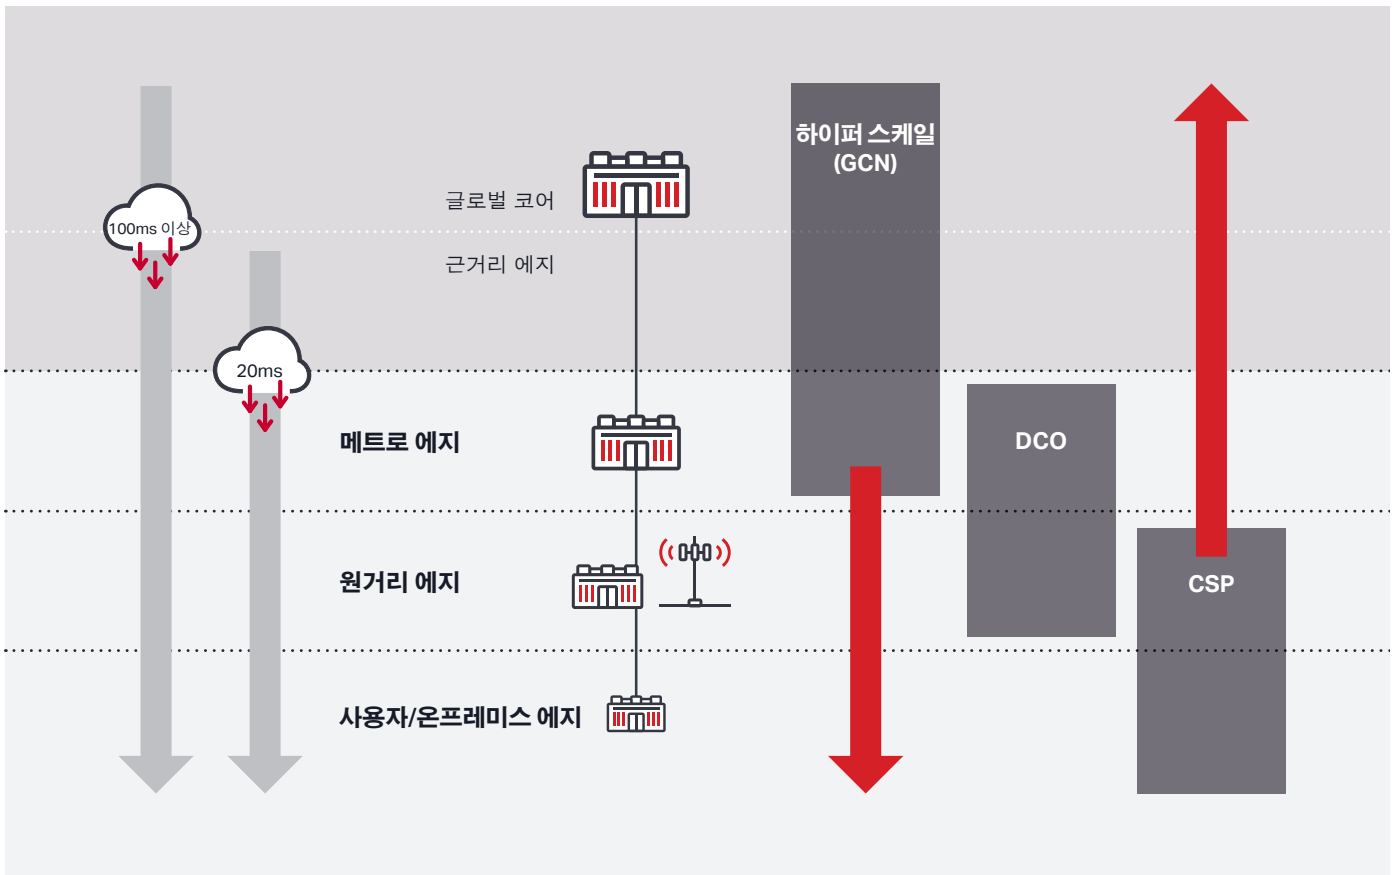 100ms 이상
20ms
글로벌 코어
근거리 에지
메트로 에지
원거리 에지
사용자/온프레미스 에지
하이퍼 스케일
(GCN)
DCO
CSP